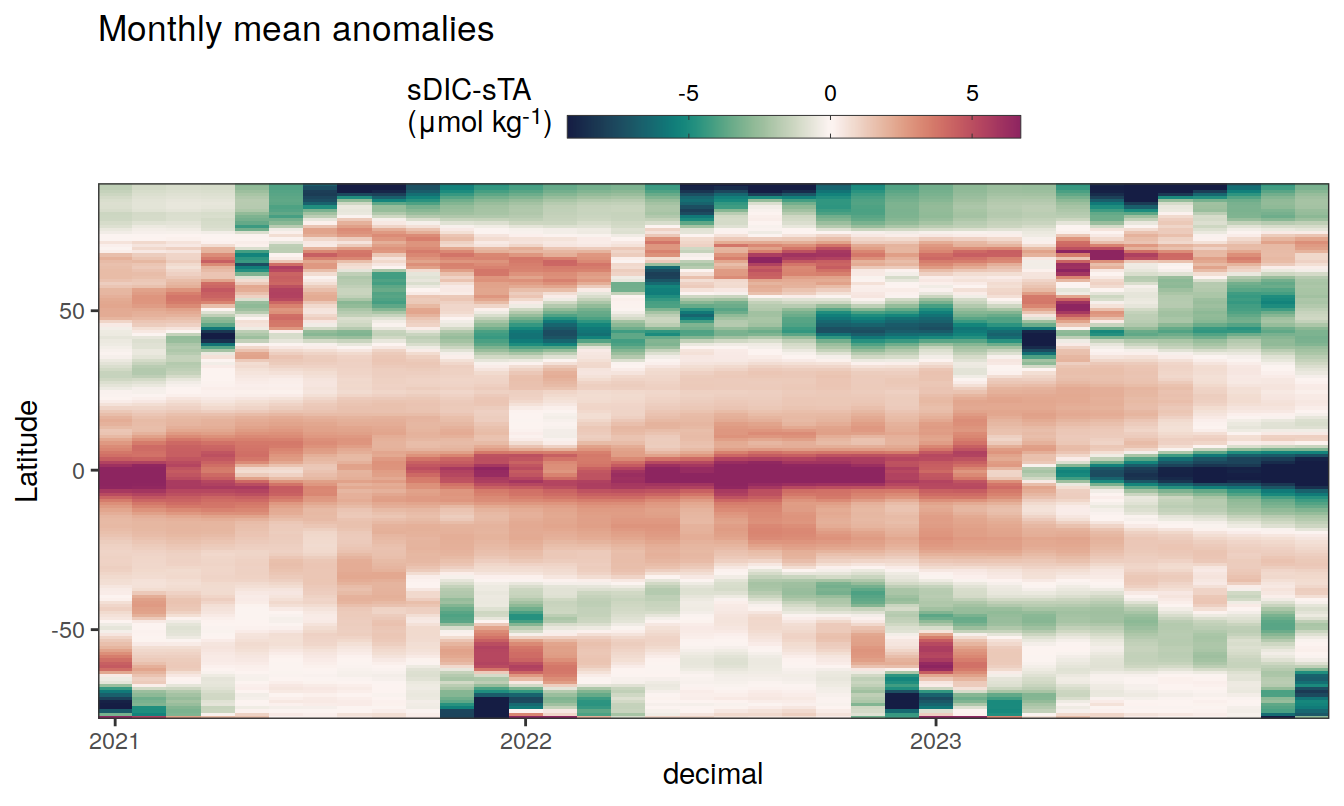 Monthly mean anomalies
sDIC-sTA
(μmol kg⁻¹)
-5 0 5
Latitude
50
0
-50
2021 2022 2023
decimal